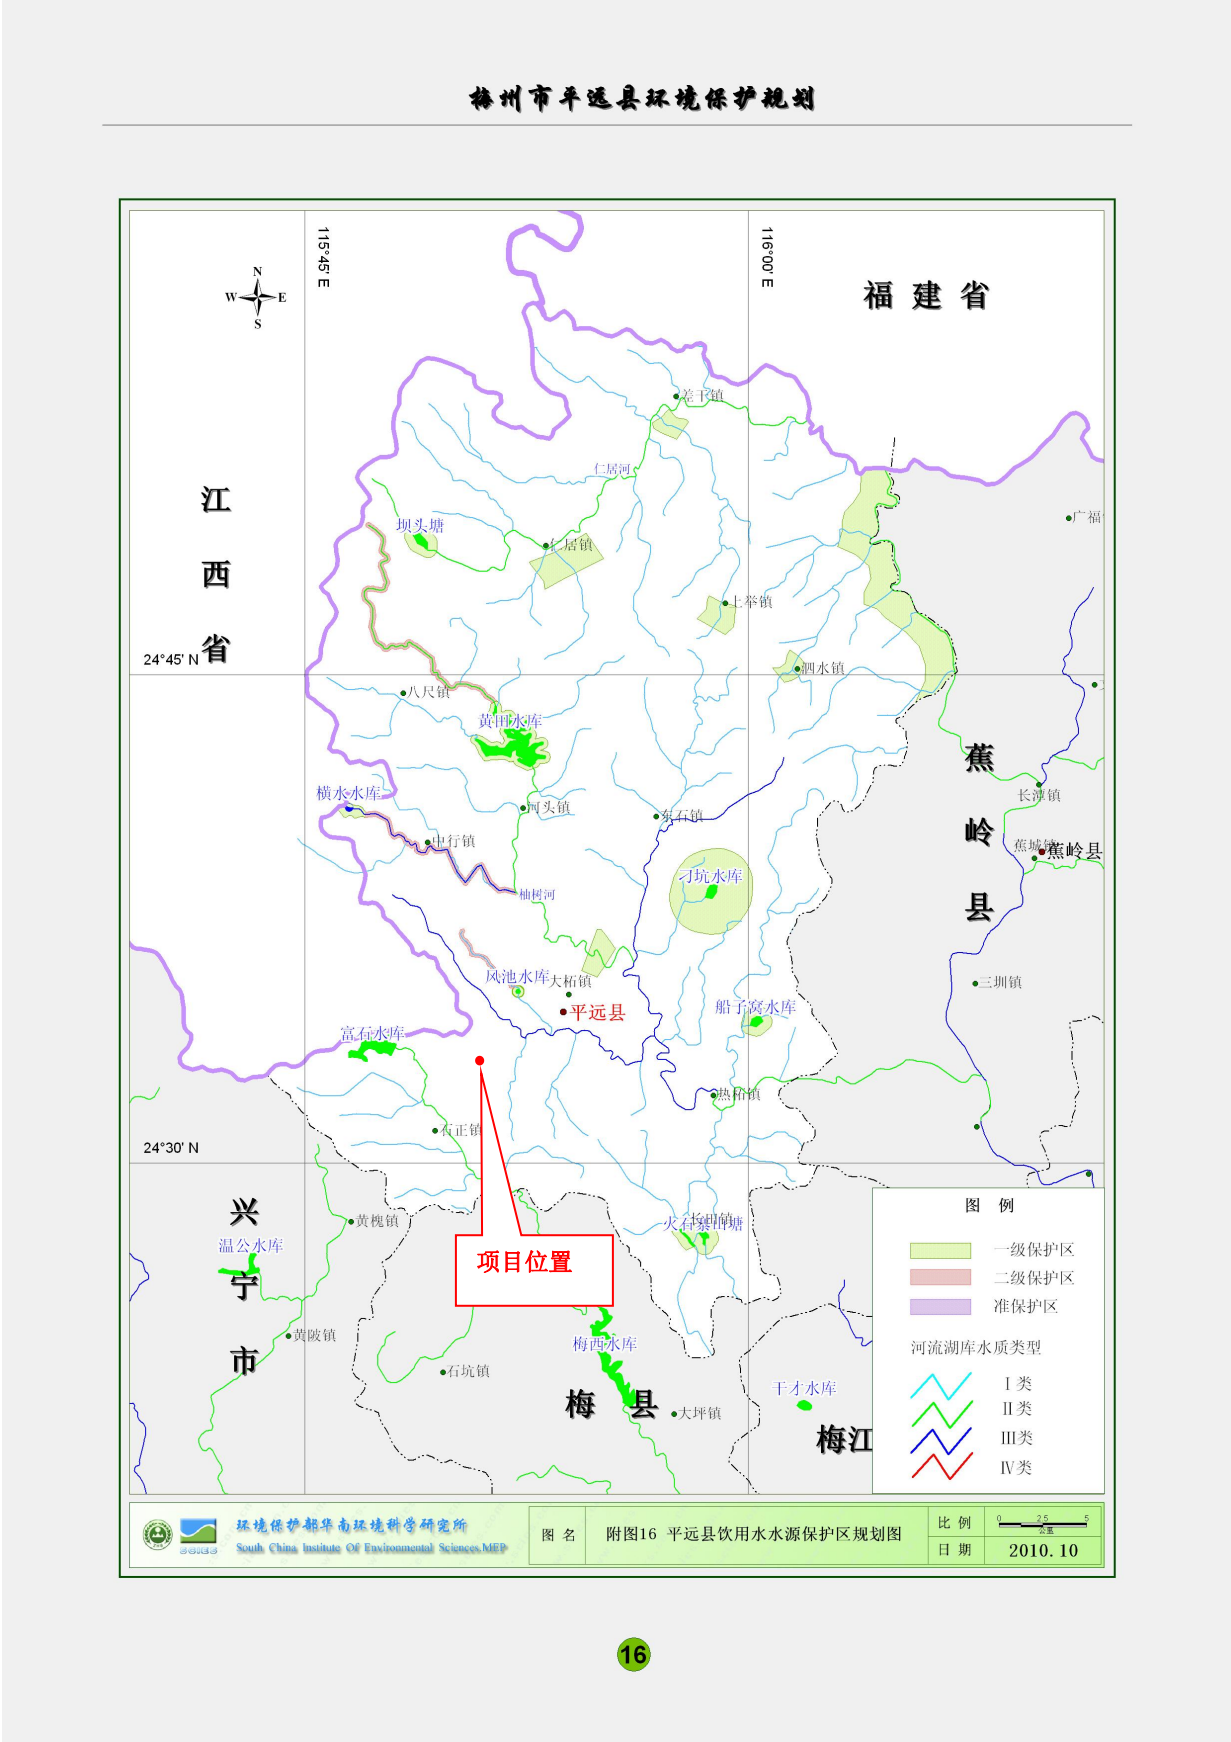 梅州市平远县环境保护规划
115°45′ E
116°00′ E
N
W
E
S
福建省
差干镇
仁居河
江西省
坝头塘
仁居镇
广福
上举镇
24°45′ N
泗水镇
八尺镇
黄田水库
蕉岭县
横水水库
河头镇
长潭镇
东石镇
中行镇
蕉城镇
蕉岭县
刁坑水库
柚树河
风池水库
大柘镇
三圳镇
平远县
船子窝水库
富石水库
热柘镇
石正镇
24°30′ N
兴宁市
黄槐镇
长田镇
火石寨山塘
温公水库
项目位置
黄陂镇
梅西水库
石坑镇
干才水库
梅县
大坪镇
梅江
图 例
一级保护区
二级保护区
准保护区
河流湖库水质类型
I 类
II 类
III类
IV类
环境保护部华南环境科学研究所
South China Institute Of Environmental Sciences,MEP
SCIES
图 名
附图16 平远县饮用水水源保护区规划图
比 例
0 2.5 5
公里
日 期
2010.10
16